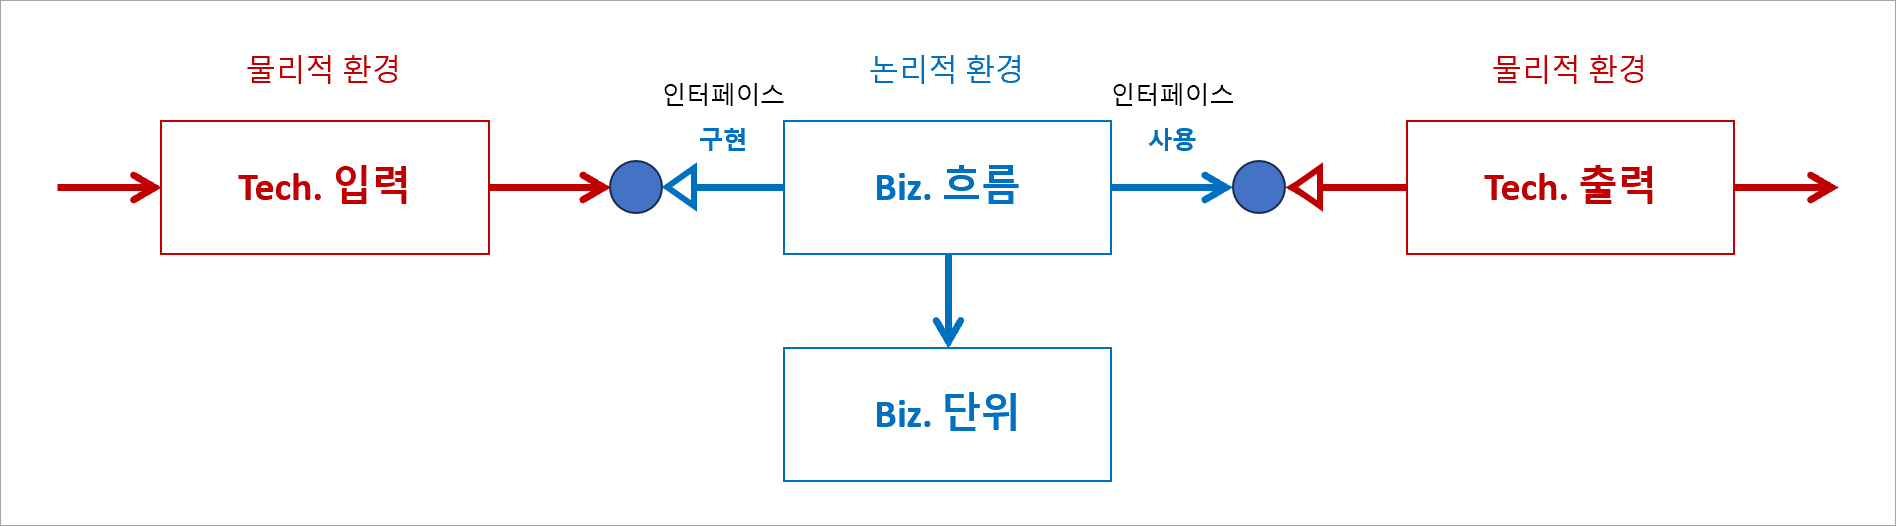 물리적 환경
논리적 환경
물리적 환경
인터페이스
인터페이스
구현
사용
Tech. 입력
Biz. 흐름
Tech. 출력
Biz. 단위